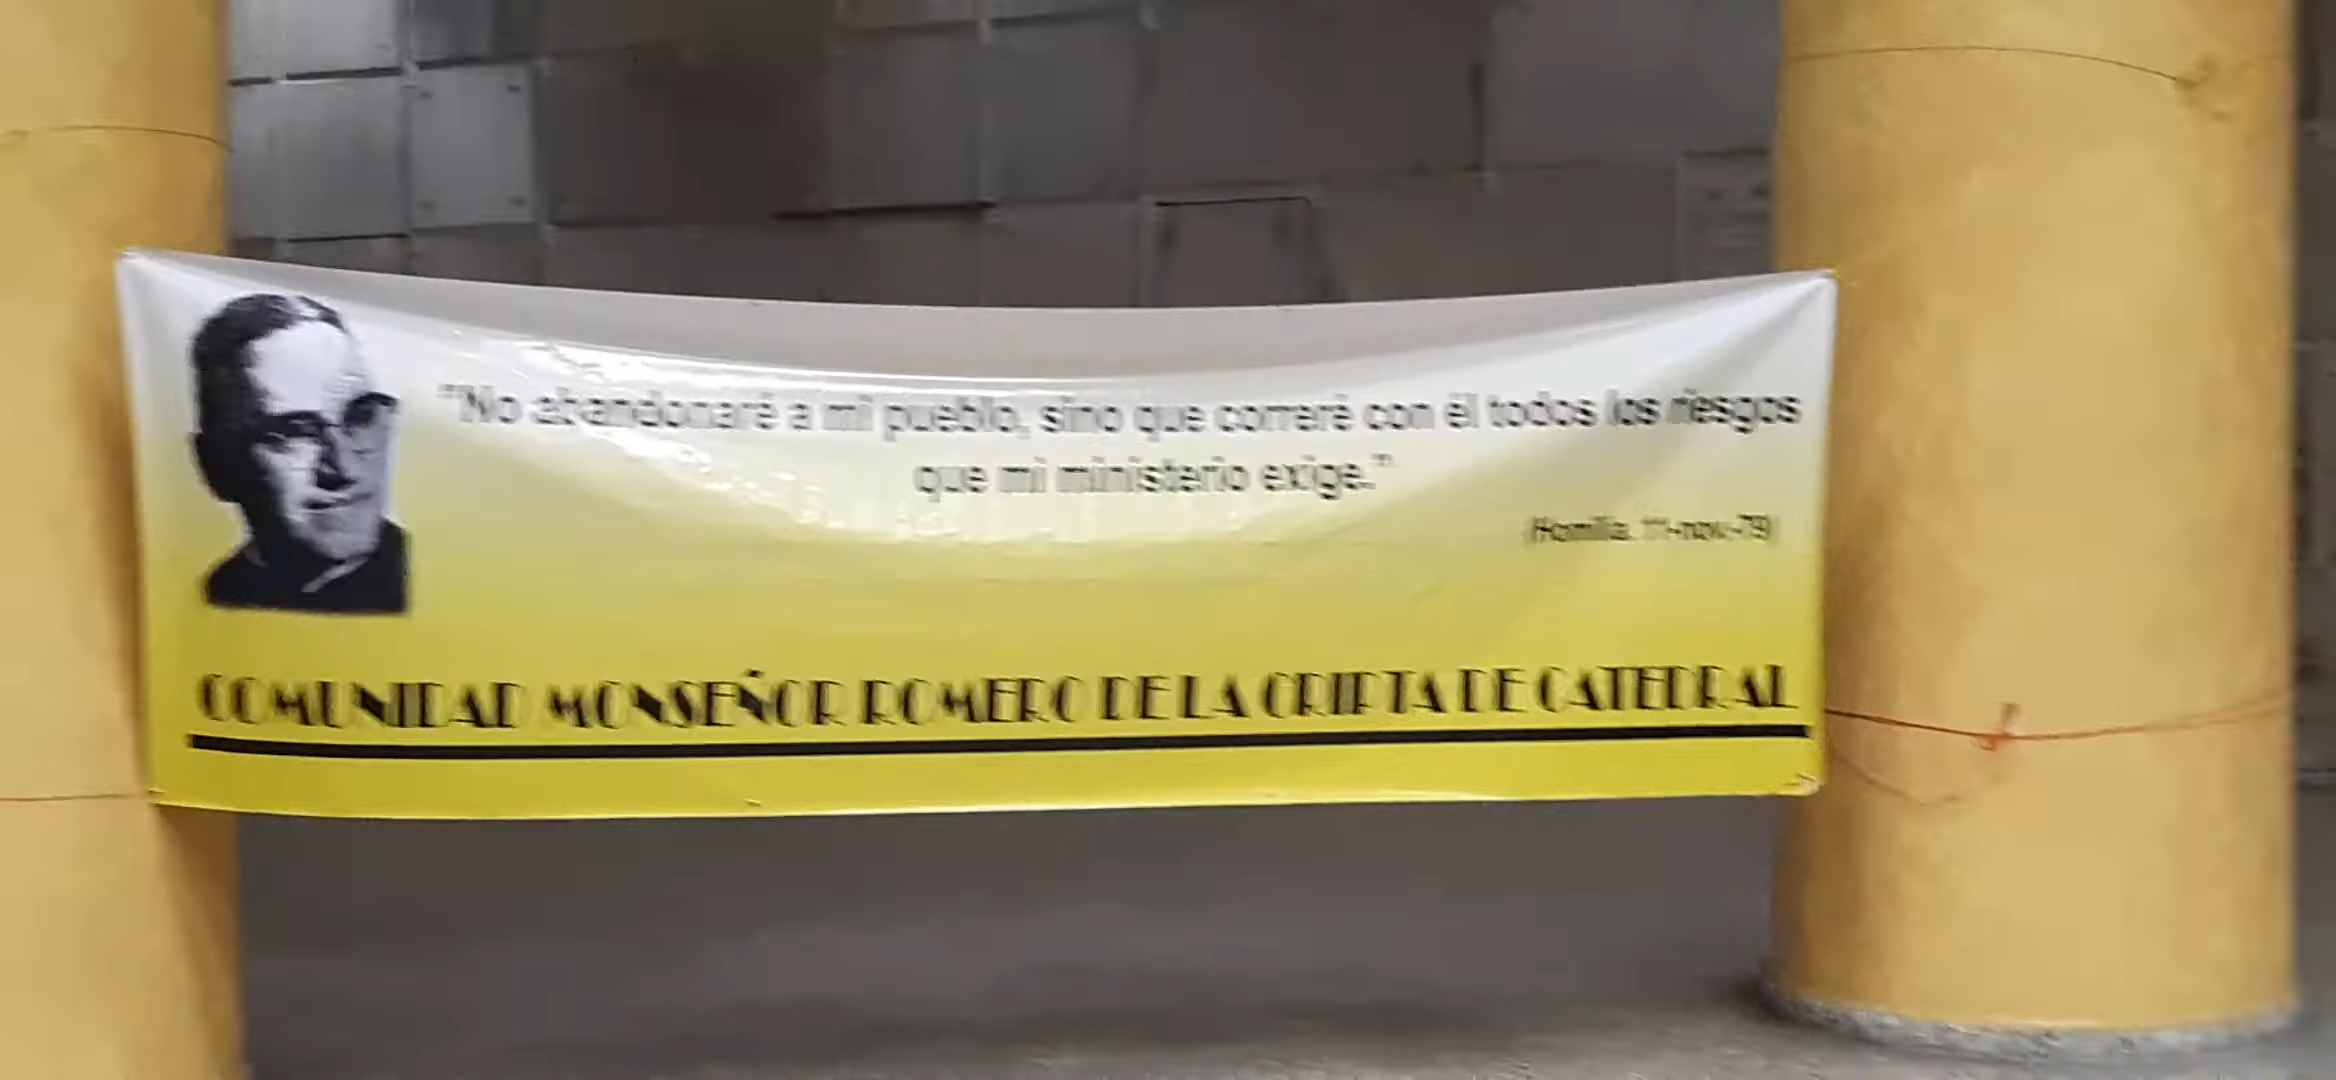 "No abandonaré a mi pueblo, sino que correré con él todos los riesgos
que mi ministerio exige."
(Homilía, 11-nov.-79)
COMUNIDAD MONSEÑOR ROMERO DE LA CRIPTA DE CATEDRAL